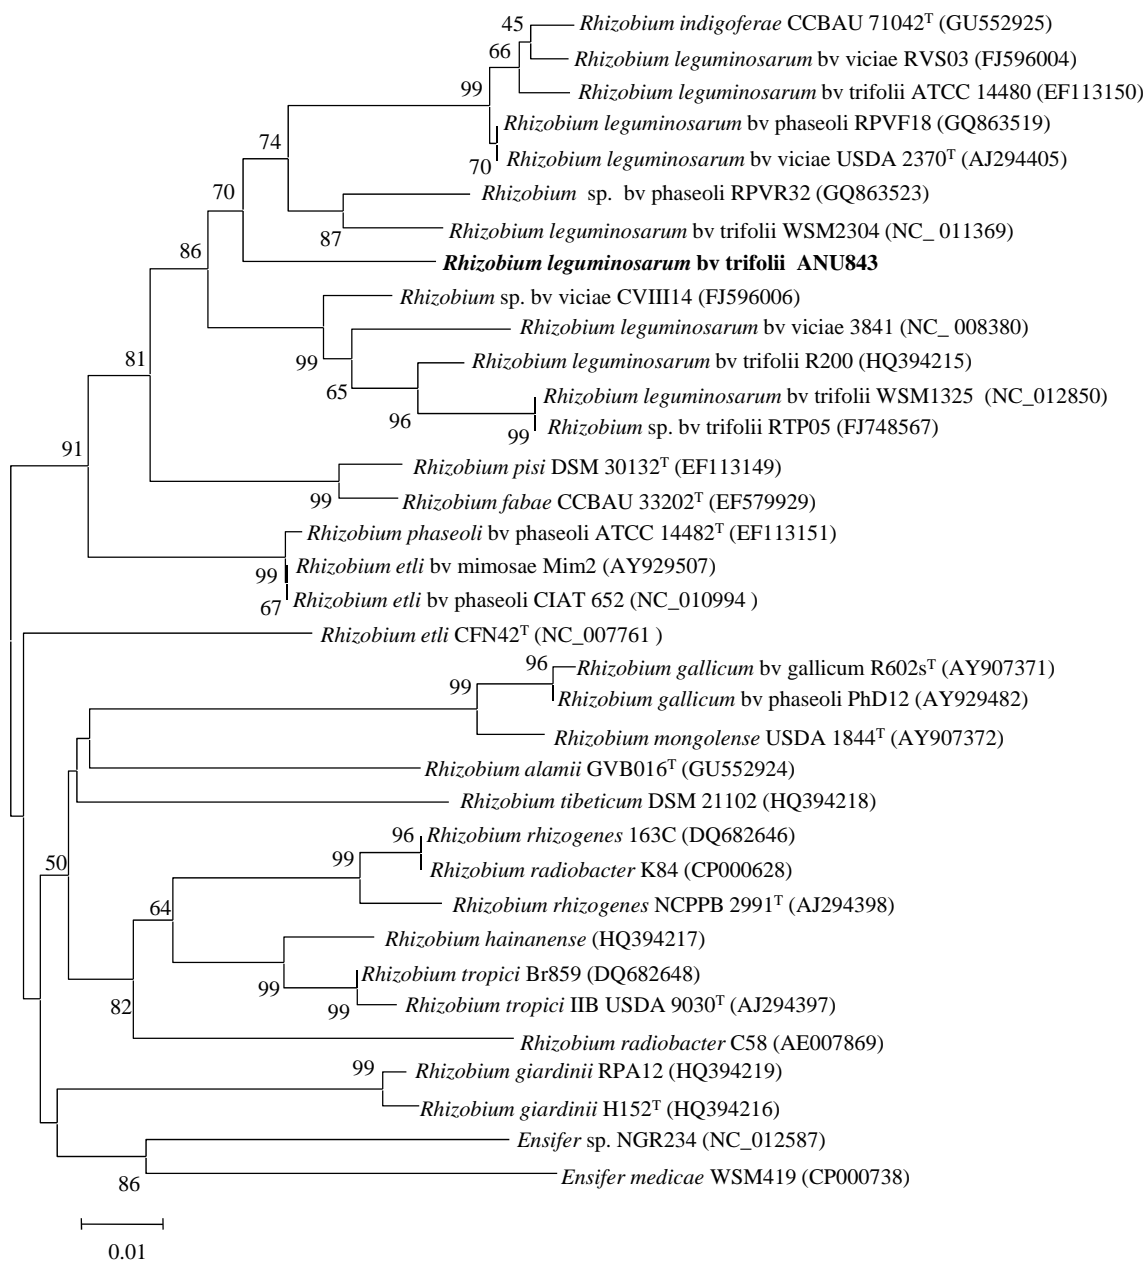 45
Rhizobium indigoferae CCBAU 71042T (GU552925)
66
Rhizobium leguminosarum bv viciae RVS03 (FJ596004)
99
Rhizobium leguminosarum bv trifolii ATCC 14480 (EF113150)
Rhizobium leguminosarum bv phaseoli RPVF18 (GQ863519)
74
70
Rhizobium leguminosarum bv viciae USDA 2370T (AJ294405)
70
Rhizobium sp. bv phaseoli RPVR32 (GQ863523)
87
Rhizobium leguminosarum bv trifolii WSM2304 (NC_ 011369)
86
Rhizobium leguminosarum bv trifolii ANU843
Rhizobium sp. bv viciae CVIII14 (FJ596006)
Rhizobium leguminosarum bv viciae 3841 (NC_ 008380)
81
99
Rhizobium leguminosarum bv trifolii R200 (HQ394215)
65
Rhizobium leguminosarum bv trifolii WSM1325 (NC_012850)
96
99
Rhizobium sp. bv trifolii RTP05 (FJ748567)
91
Rhizobium pisi DSM 30132T (EF113149)
99
Rhizobium fabae CCBAU 33202T (EF579929)
Rhizobium phaseoli bv phaseoli ATCC 14482T (EF113151)
99
Rhizobium etli bv mimosae Mim2 (AY929507)
67
Rhizobium etli bv phaseoli CIAT 652 (NC_010994 )
Rhizobium etli CFN42T (NC_007761 )
96
Rhizobium gallicum bv gallicum R602sT (AY907371)
99
Rhizobium gallicum bv phaseoli PhD12 (AY929482)
Rhizobium mongolense USDA 1844T (AY907372)
Rhizobium alamii GVB016T (GU552924)
Rhizobium tibeticum DSM 21102 (HQ394218)
96
Rhizobium rhizogenes 163C (DQ682646)
50
99
Rhizobium radiobacter K84 (CP000628)
64
Rhizobium rhizogenes NCPPB 2991T (AJ294398)
Rhizobium hainanense (HQ394217)
99
Rhizobium tropici Br859 (DQ682648)
82
99
Rhizobium tropici IIB USDA 9030T (AJ294397)
Rhizobium radiobacter C58 (AE007869)
99
Rhizobium giardinii RPA12 (HQ394219)
Rhizobium giardinii H152T (HQ394216)
Ensifer sp. NGR234 (NC_012587)
86
Ensifer medicae WSM419 (CP000738)
0.01